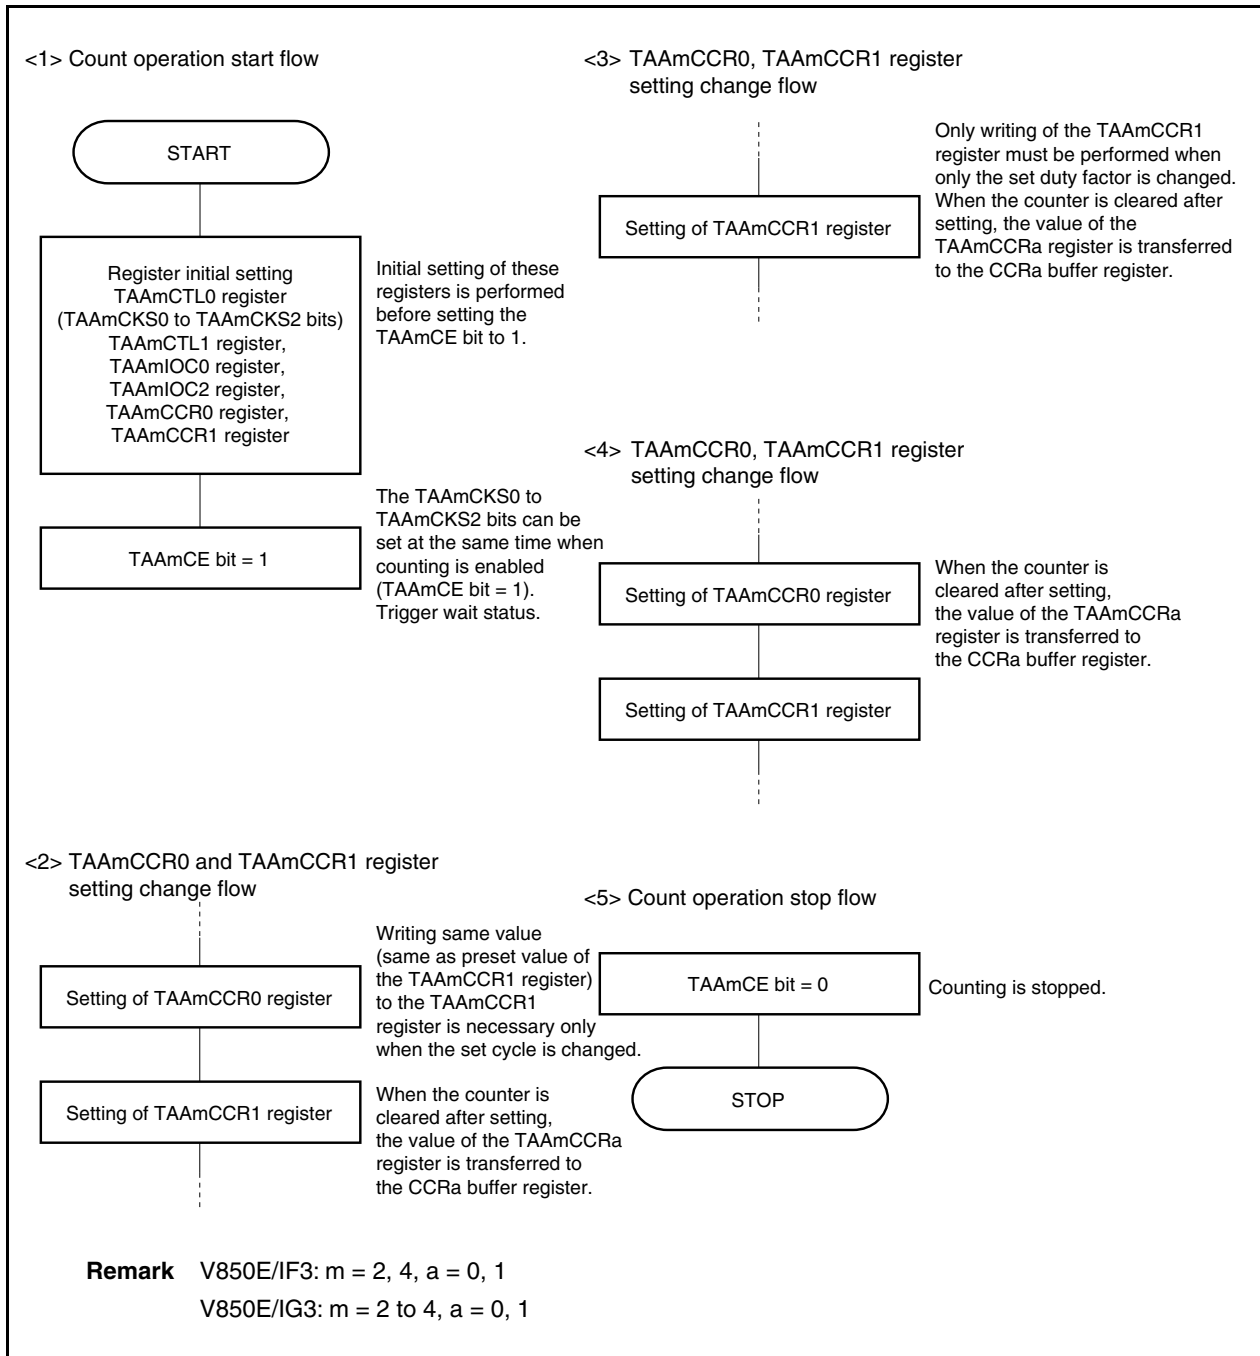 <1> Count operation start flow
START
Register initial setting
TAAmCTL0 register
(TAAmCKS0 to TAAmCKS2 bits)
TAAmCTL1 register,
TAAmIOC0 register,
TAAmIOC2 register,
TAAmCCR0 register,
TAAmCCR1 register
Initial setting of these
registers is performed
before setting the
TAAmCE bit to 1.
TAAmCE bit = 1
The TAAmCKS0 to
TAAmCKS2 bits can be
set at the same time when
counting is enabled
(TAAmCE bit = 1).
Trigger wait status.
<2> TAAmCCR0 and TAAmCCR1 register
setting change flow
Setting of TAAmCCR0 register
Writing same value
(same as preset value of
the TAAmCCR1 register)
to the TAAmCCR1
register is necessary only
when the set cycle is changed.
Setting of TAAmCCR1 register
When the counter is
cleared after setting,
the value of the TAAmCCRa
register is transferred to
the CCRa buffer register.
<3> TAAmCCR0, TAAmCCR1 register
setting change flow
Setting of TAAmCCR1 register
Only writing of the TAAmCCR1
register must be performed when
only the set duty factor is changed.
When the counter is cleared after
setting, the value of the
TAAmCCRa register is transferred
to the CCRa buffer register.
<4> TAAmCCR0, TAAmCCR1 register
setting change flow
Setting of TAAmCCR0 register
When the counter is
cleared after setting,
the value of the TAAmCCRa
register is transferred to
the CCRa buffer register.
Setting of TAAmCCR1 register
<5> Count operation stop flow
TAAmCE bit = 0
Counting is stopped.
STOP
Remark V850E/IF3: m = 2, 4, a = 0, 1
V850E/IG3: m = 2 to 4, a = 0, 1